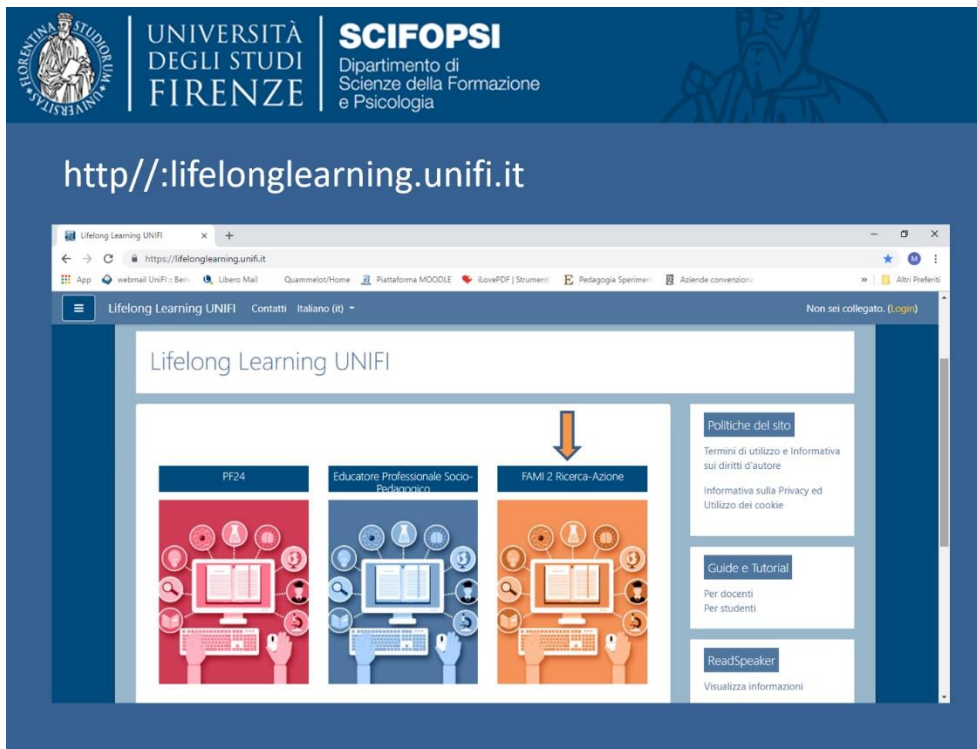 UNIVERSITÀ
DEGLI STUDI
FIRENZE
SCIFOPSI
Dipartimento di
Scienze della Formazione
e Psicologia
http//:lifelonglearning.unifi.it
Lifelong Learning UNIFI
https://lifelonglearning.unifi.it
App webmail UniFI :: Ben Libero Mail Quammelot/Home Piattaforma MOODLE iLovePDF | Strumenti Pedagogia Sperimen Aziende convenziona » Altri Preferiti
Lifelong Learning UNIFI Contatti Italiano (it) Non sei collegato. (Login)
Lifelong Learning UNIFI
PF24
Educatore Professionale Socio-
Pedagogico
FAMI 2 Ricerca-Azione
Politiche del sito
Termini di utilizzo e Informativa
sui diritti d'autore
Informativa sulla Privacy ed
Utilizzo dei cookie
Guide e Tutorial
Per docenti
Per studenti
ReadSpeaker
Visualizza informazioni